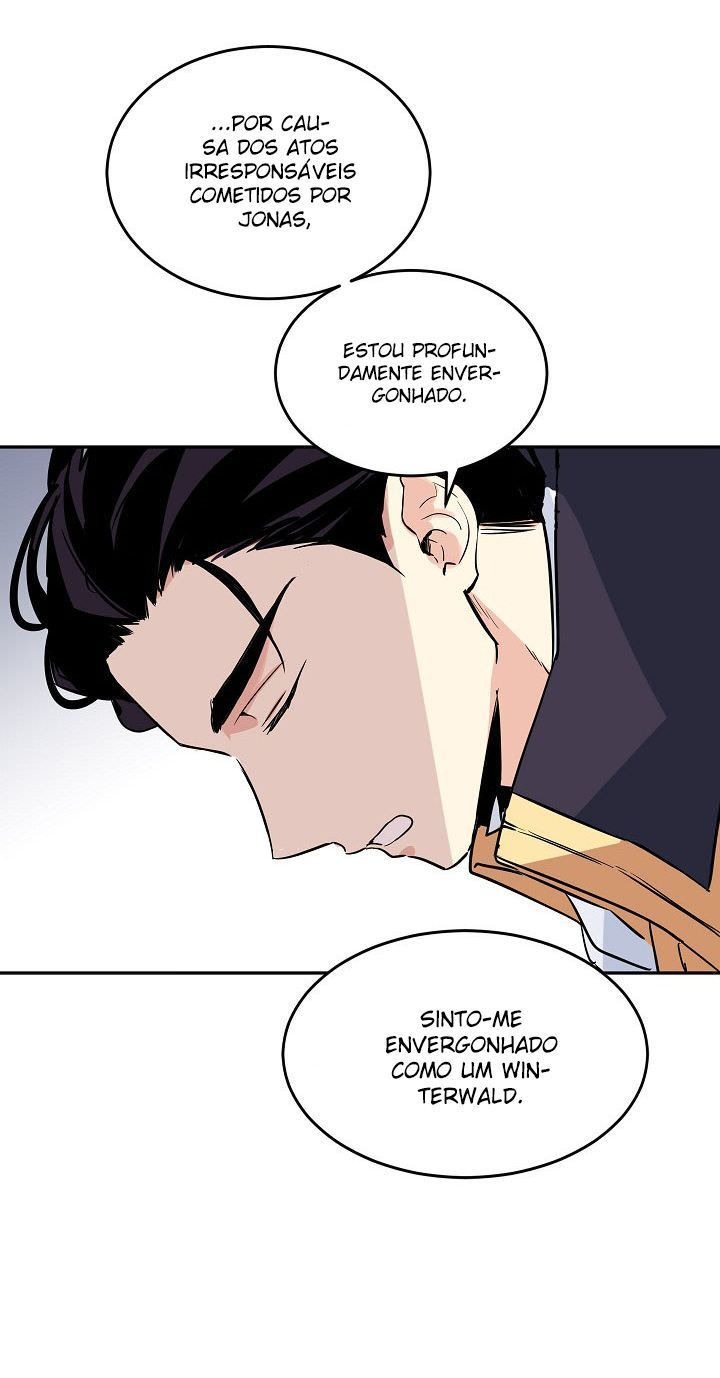 ...POR CAU-
SA DOS ATOS
IRRESPONSÁVEIS
COMETIDOS POR
JONAS,
ESTOU PROFUN-
DAMENTE ENVER-
GONHADO.
SINTO-ME
ENVERGONHADO
COMO UM WIN-
TERWALD.